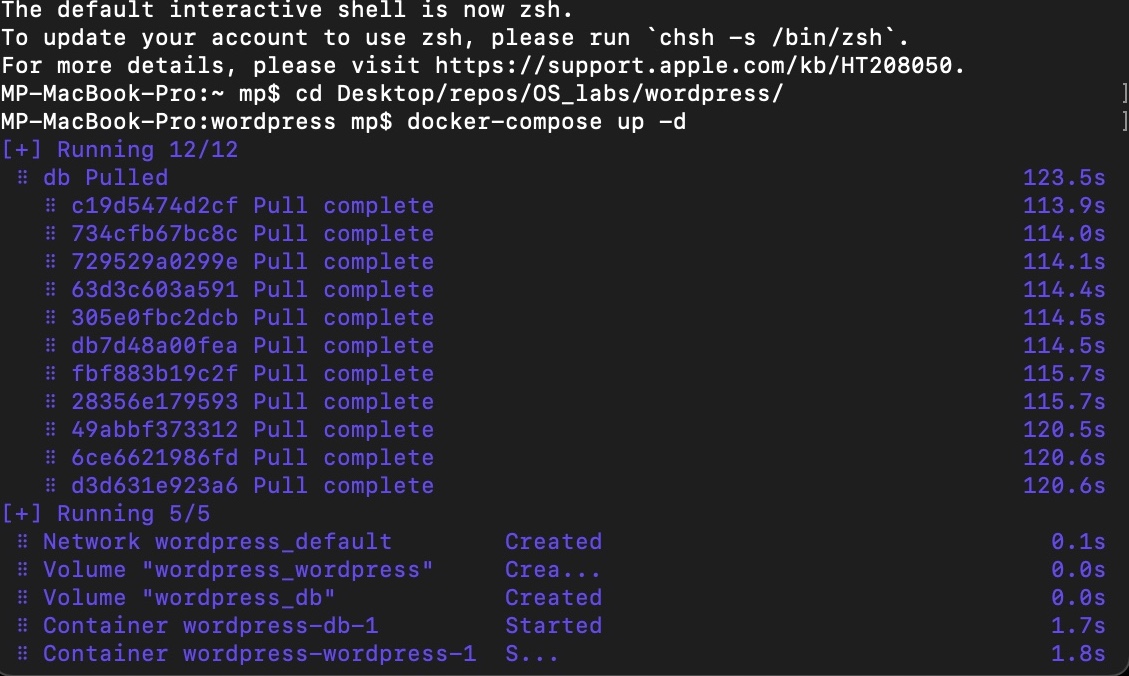 The default interactive shell is now zsh.
To update your account to use zsh, please run `chsh -s /bin/zsh`.
For more details, please visit https://support.apple.com/kb/HT208050.
MP-MacBook-Pro:~ mp$ cd Desktop/repos/OS_labs/wordpress/ ]
MP-MacBook-Pro:wordpress mp$ docker-compose up -d ]
[+] Running 12/12
⠿ db Pulled 123.5s
⠿ c19d5474d2cf Pull complete 113.9s
⠿ 734cfb67bc8c Pull complete 114.0s
⠿ 729529a0299e Pull complete 114.1s
⠿ 63d3c603a591 Pull complete 114.4s
⠿ 305e0fbc2dcb Pull complete 114.5s
⠿ db7d48a00fea Pull complete 114.5s
⠿ fbf883b19c2f Pull complete 115.7s
⠿ 28356e179593 Pull complete 115.7s
⠿ 49abbf373312 Pull complete 120.5s
⠿ 6ce6621986fd Pull complete 120.6s
⠿ d3d631e923a6 Pull complete 120.6s
[+] Running 5/5
⠿ Network wordpress_default Created 0.1s
⠿ Volume "wordpress_wordpress" Crea... 0.0s
⠿ Volume "wordpress_db" Created 0.0s
⠿ Container wordpress-db-1 Started 1.7s
⠿ Container wordpress-wordpress-1 S... 1.8s